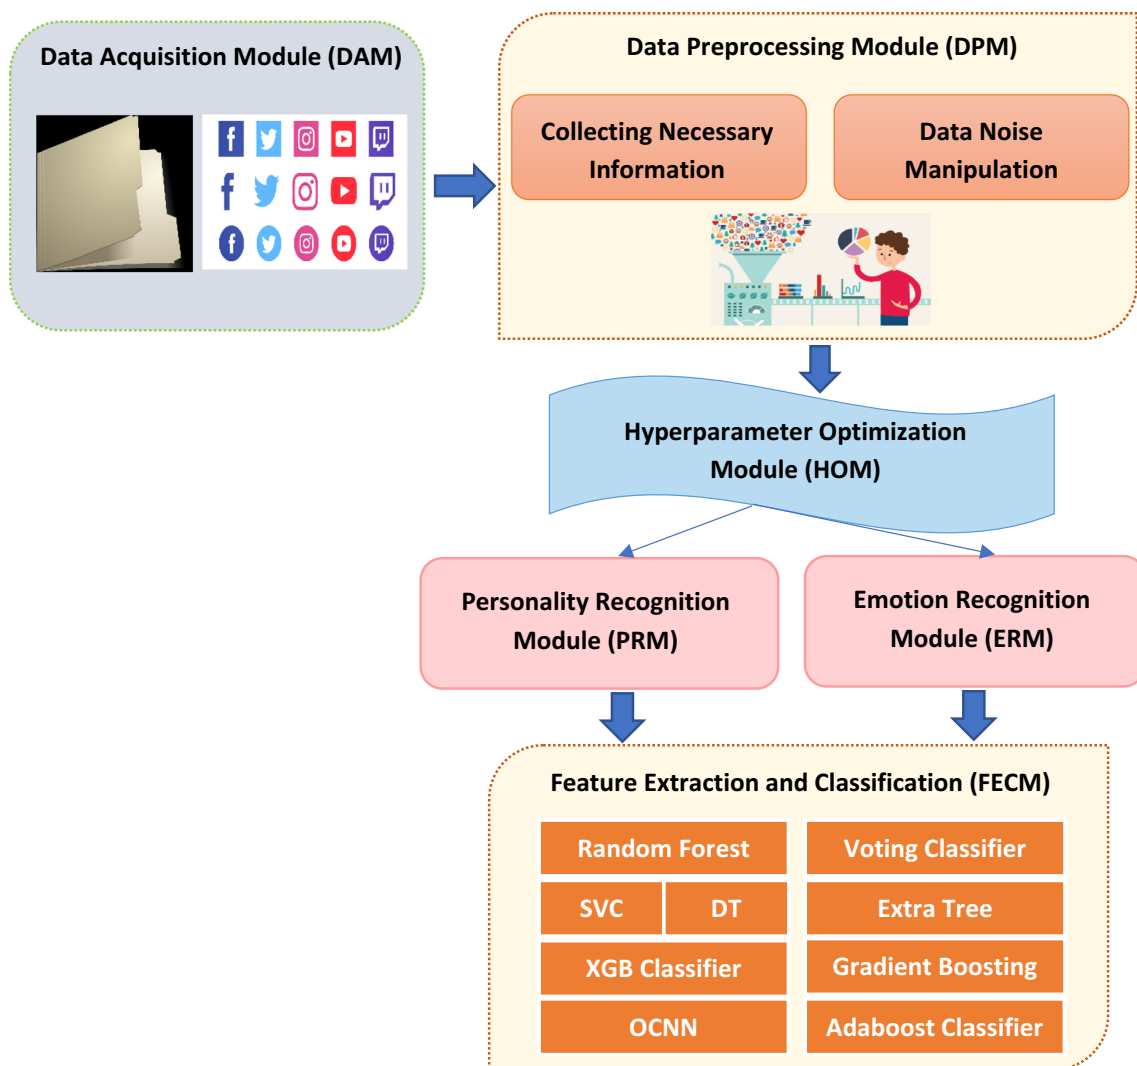 Data Acquisition Module (DAM)
Data Preprocessing Module (DPM)
Collecting Necessary
Information
Data Noise
Manipulation
Hyperparameter Optimization
Module (HOM)
Personality Recognition
Module (PRM)
Emotion Recognition
Module (ERM)
Feature Extraction and Classification (FECM)
Random Forest
Voting Classifier
SVC
DT
Extra Tree
XGB Classifier
Gradient Boosting
OCNN
Adaboost Classifier